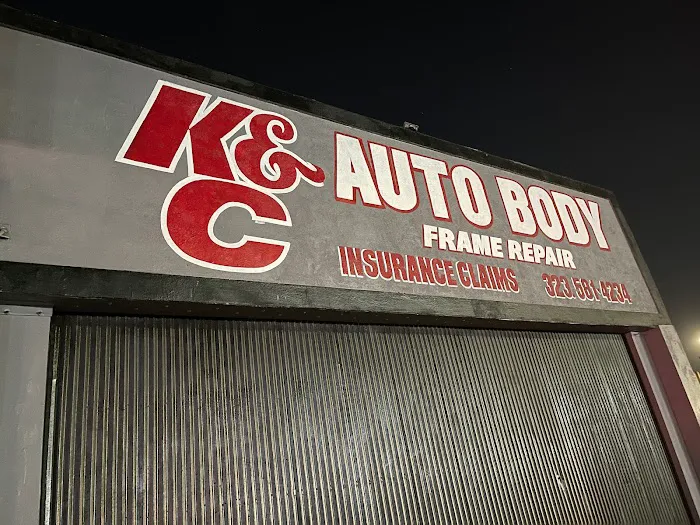 K&
C
AUTO BODY
FRAME REPAIR
INSURANCE CLAIMS 323.581.4234